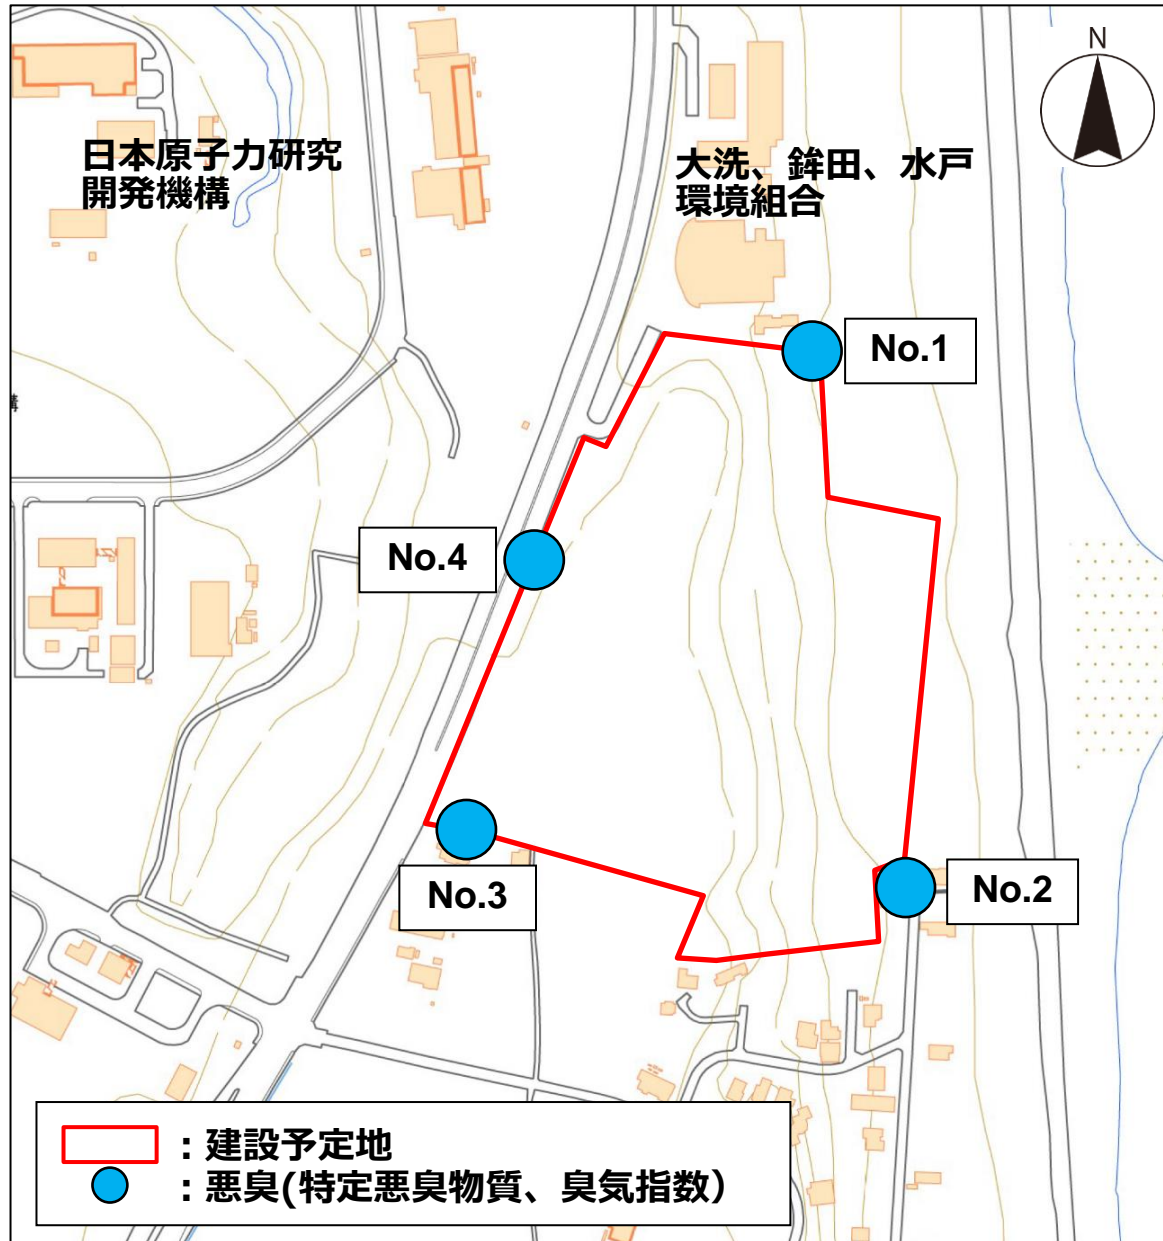 N
日本原子力研究
開発機構
大洗、鉾田、水戸
環境組合
No.1
構
No.4
No.3
No.2
：建設予定地
：悪臭(特定悪臭物質、臭気指数）